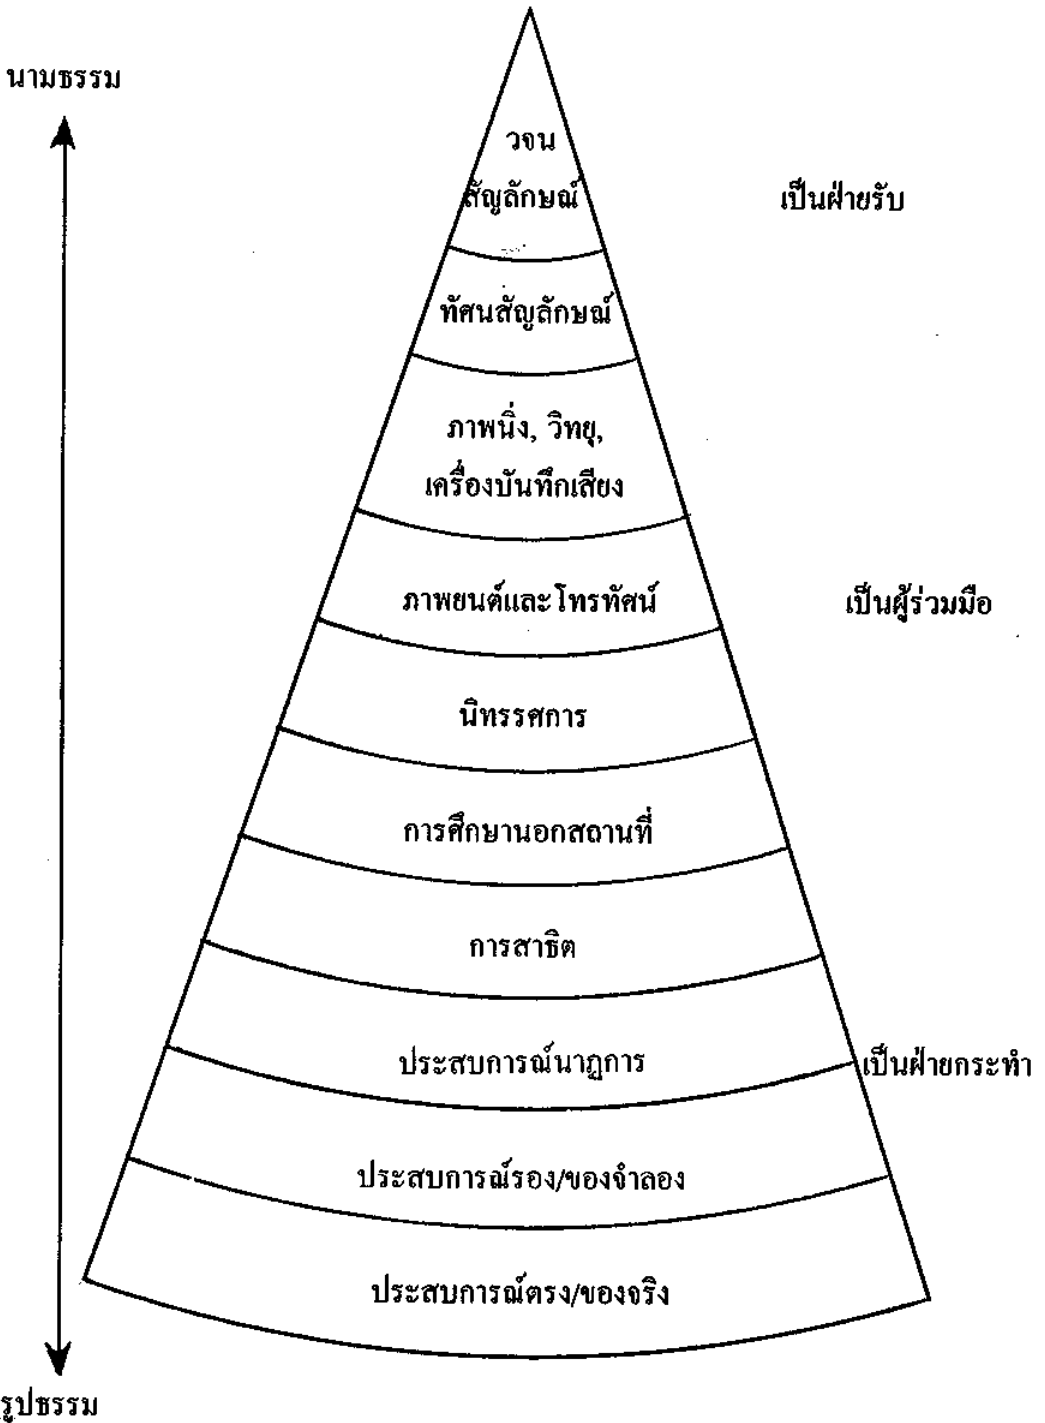 นามธรรม
วจน
สัญลักษณ์
เป็นฝ่ายรับ
ทัศนสัญลักษณ์
ภาพนิ่ง, วิทยุ,
เครื่องบันทึกเสียง
ภาพยนต์และโทรทัศน์
เป็นผู้ร่วมมือ
นิทรรศการ
การศึกษานอกสถานที่
การสาธิต
ประสบการณ์นาฏการ
เป็นฝ่ายกระทำ
ประสบการณ์รอง/ของจำลอง
ประสบการณ์ตรง/ของจริง
รูปธรรม